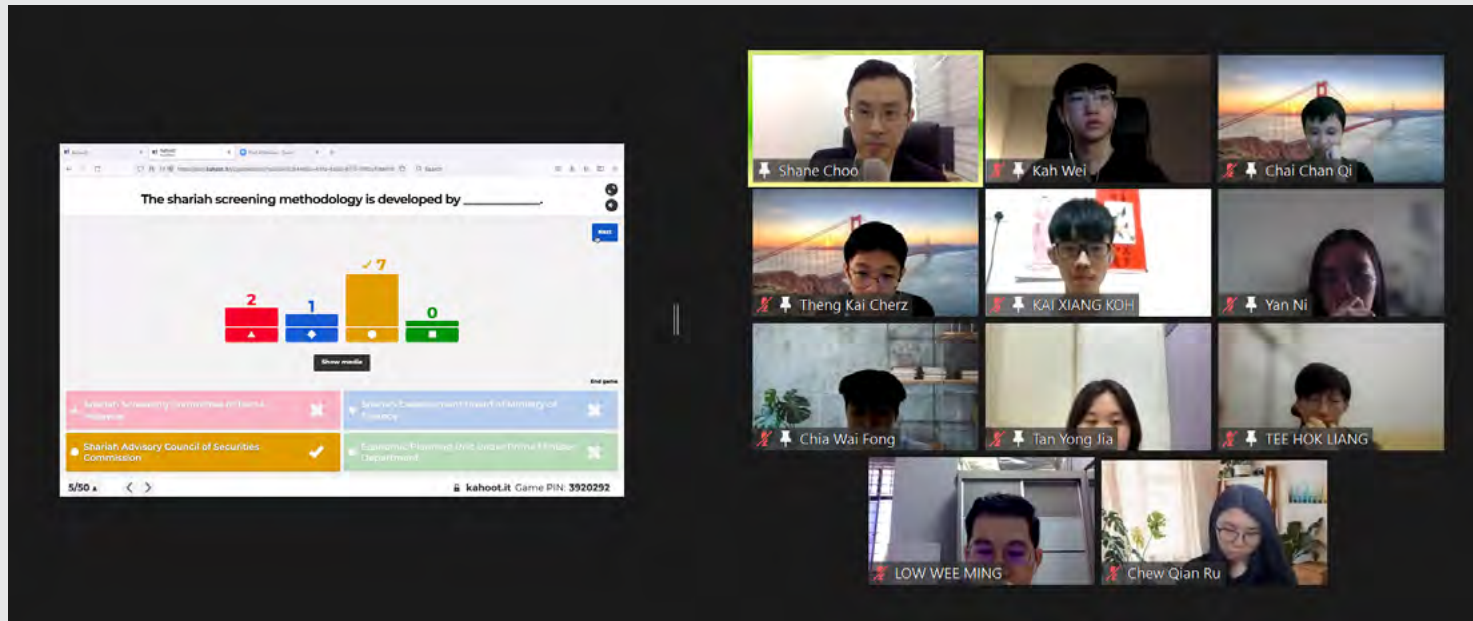 Search
The shariah screening methodology is developed by ____________.
Next
2
1
✓ 7
0
Show media
End game
Shariah Advisory Council of Securities
Commission
5/50
kahoot.it Game PIN: 3920292
Shane Choo
Kah Wei
Chai Chan Qi
Theng Kai Cherz
KAI XIANG KOH
Yan Ni
Chia Wai Fong
Tan Yong Jia
TEE HOK LIANG
LOW WEE MING
Chew Qian Ru